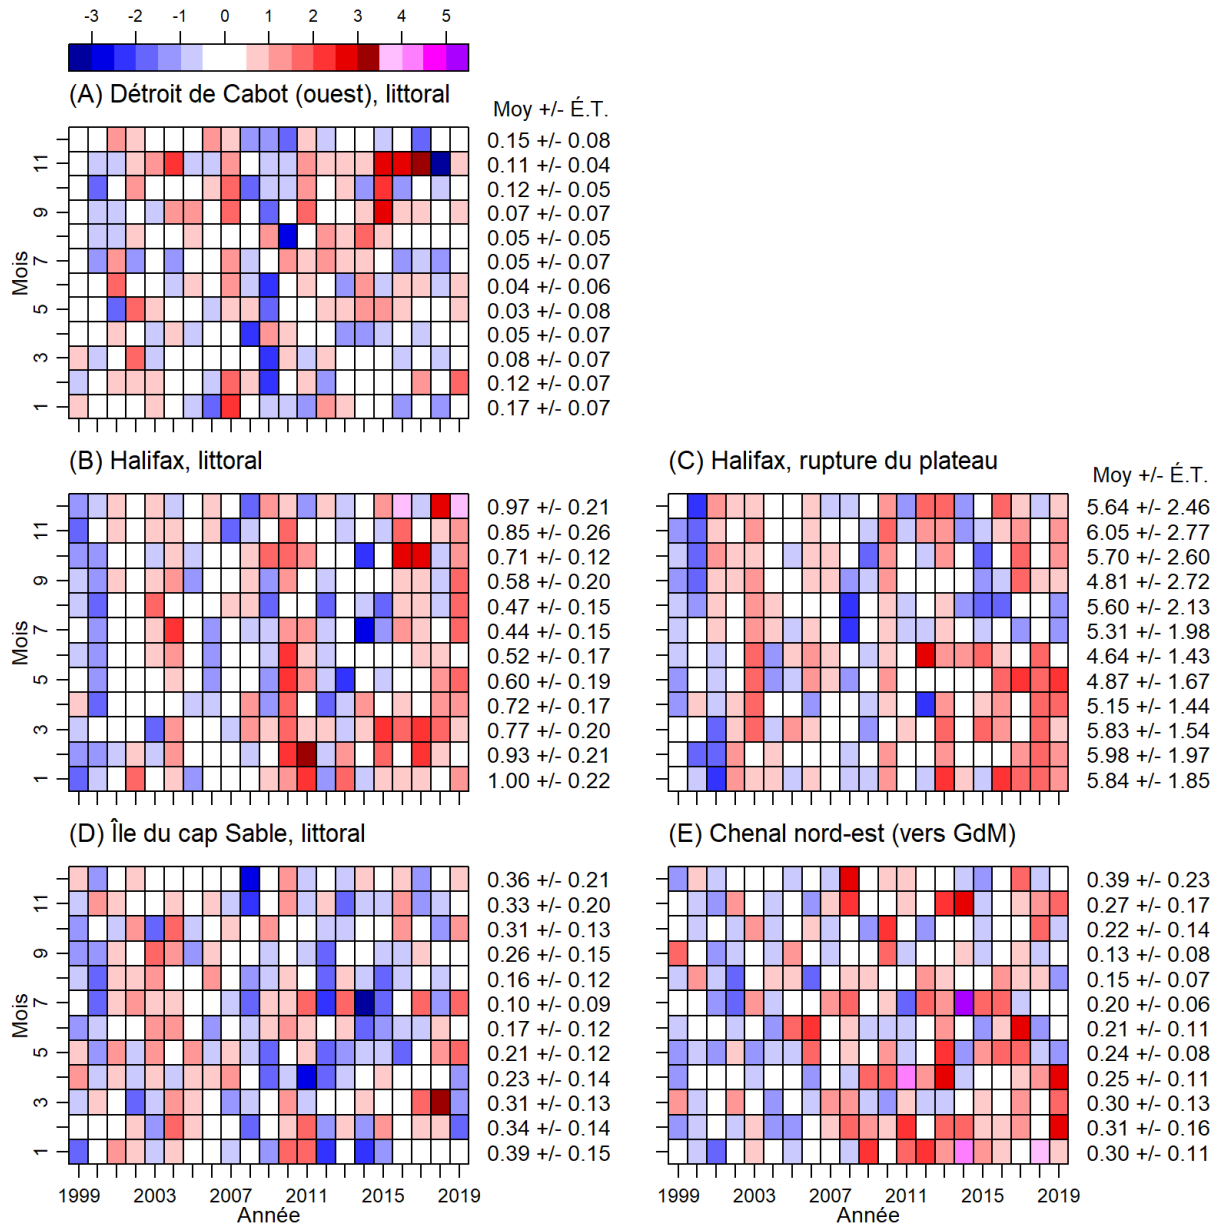 -3 -2 -1 0 1 2 3 4 5
(A) Détroit de Cabot (ouest), littoral
Moy +/- É.T.
0.15 +/- 0.08
11 0.11 +/- 0.04
0.12 +/- 0.05
9 0.07 +/- 0.07
0.05 +/- 0.05
7 0.05 +/- 0.07
Mois
0.04 +/- 0.06
5 0.03 +/- 0.08
0.05 +/- 0.07
3 0.08 +/- 0.07
0.12 +/- 0.07
1 0.17 +/- 0.07
(B) Halifax, littoral
0.97 +/- 0.21
11 0.85 +/- 0.26
0.71 +/- 0.12
9 0.58 +/- 0.20
0.47 +/- 0.15
7 0.44 +/- 0.15
Mois
0.52 +/- 0.17
5 0.60 +/- 0.19
0.72 +/- 0.17
3 0.77 +/- 0.20
0.93 +/- 0.21
1 1.00 +/- 0.22
(C) Halifax, rupture du plateau
Moy +/- É.T.
5.64 +/- 2.46
6.05 +/- 2.77
5.70 +/- 2.60
4.81 +/- 2.72
5.60 +/- 2.13
5.31 +/- 1.98
4.64 +/- 1.43
4.87 +/- 1.67
5.15 +/- 1.44
5.83 +/- 1.54
5.98 +/- 1.97
5.84 +/- 1.85
(D) Île du cap Sable, littoral
0.36 +/- 0.21
11 0.33 +/- 0.20
0.31 +/- 0.13
9 0.26 +/- 0.15
0.16 +/- 0.12
7 0.10 +/- 0.09
Mois
0.17 +/- 0.12
5 0.21 +/- 0.12
0.23 +/- 0.14
3 0.31 +/- 0.13
0.34 +/- 0.14
1 0.39 +/- 0.15
1999 2003 2007 2011 2015 2019
Année
(E) Chenal nord-est (vers GdM)
0.39 +/- 0.23
0.27 +/- 0.17
0.22 +/- 0.14
0.13 +/- 0.08
0.15 +/- 0.07
0.20 +/- 0.06
0.21 +/- 0.11
0.24 +/- 0.08
0.25 +/- 0.11
0.30 +/- 0.13
0.31 +/- 0.16
0.30 +/- 0.11
1999 2003 2007 2011 2015 2019
Année